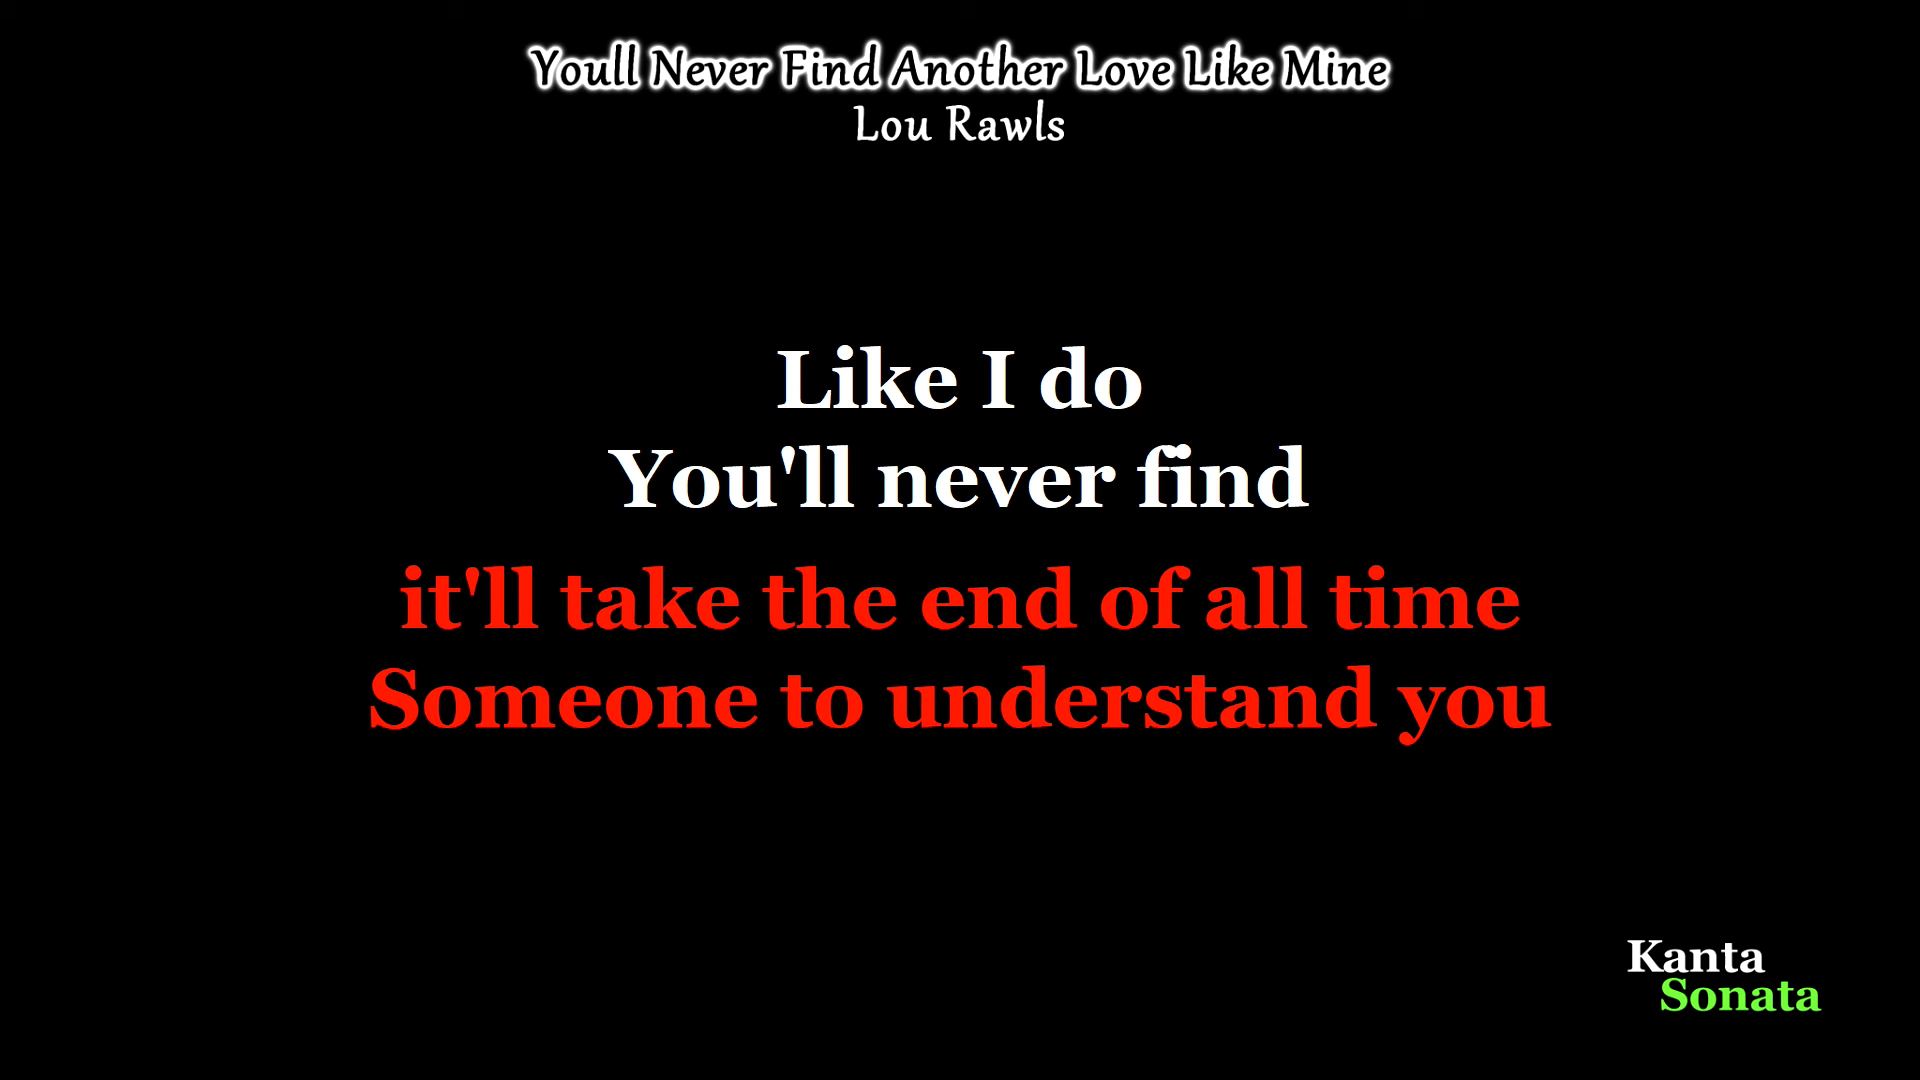 Youll Never Find Another Love Like Mine
Lou Rawls
Like I do
You'll never find
it'll take the end of all time
Someone to understand you
Kanta
Sonata